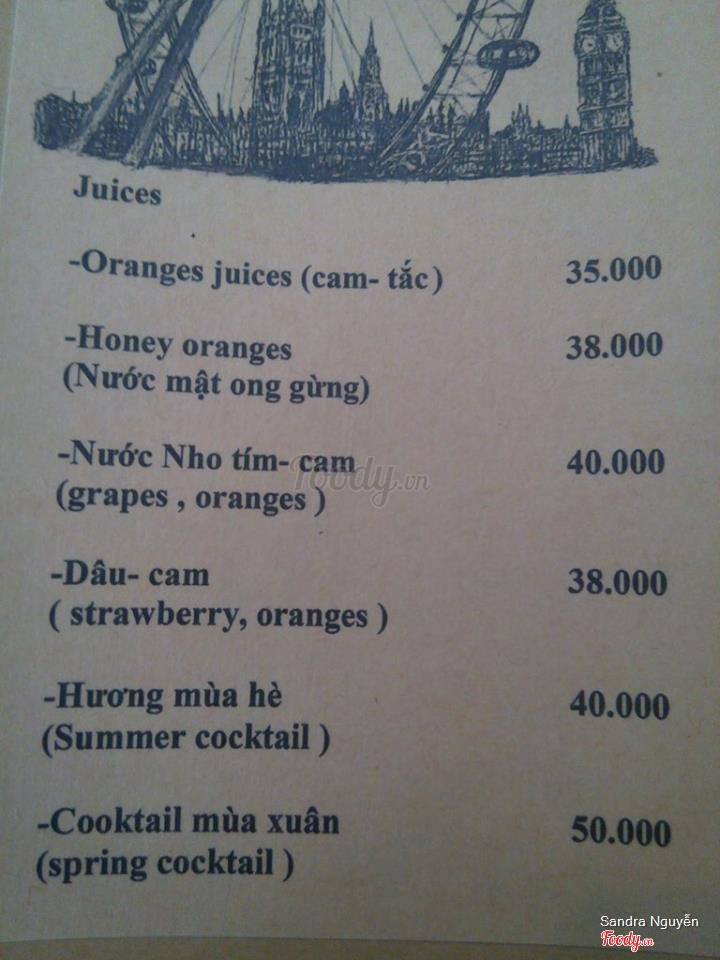 Juices
-Oranges juices (cam- tắc) 35.000
-Honey oranges 38.000
(Nước mật ong gừng)
-Nước Nho tím- cam 40.000
(grapes , oranges )
Foody.vn
-Dâu- cam 38.000
( strawberry, oranges )
-Hương mùa hè 40.000
(Summer cocktail )
-Cooktail mùa xuân 50.000
(spring cocktail )
Sandra Nguyễn
Foody.vn